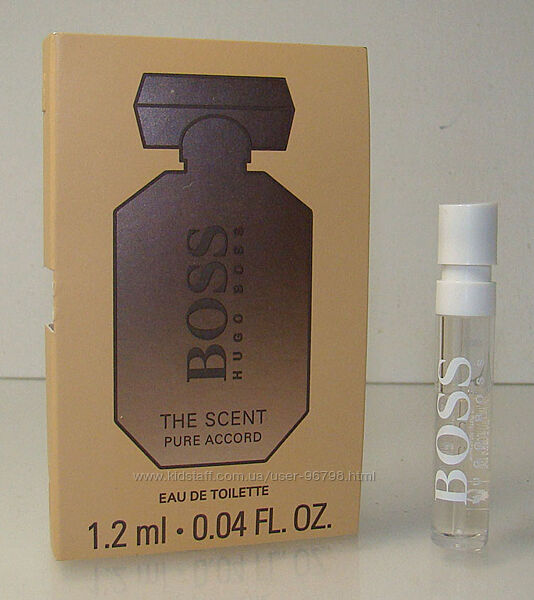 BOSS
HUGO BOSS
THE SCENT
PURE ACCORD
www.kidstaff.com.ua/user-96798.html
EAU DE TOILETTE
1.2 ml • 0.04 FL. OZ.
BOSS